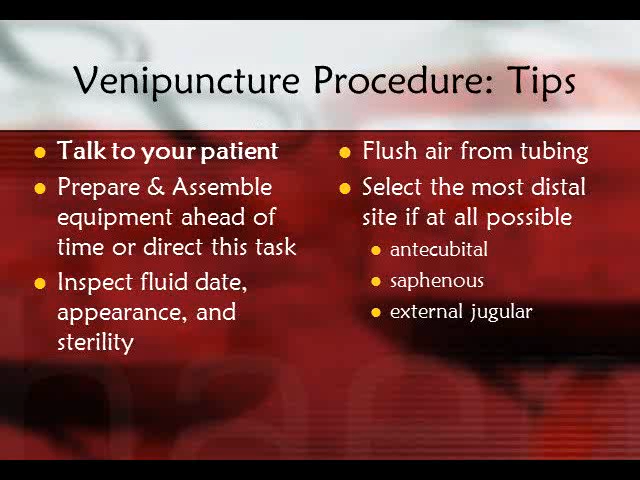 Venipuncture Procedure: Tips
Talk to your patient
Prepare & Assemble
equipment ahead of
time or direct this task
Inspect fluid date,
appearance, and
sterility
Flush air from tubing
Select the most distal
site if at all possible
antecubital
saphenous
external jugular